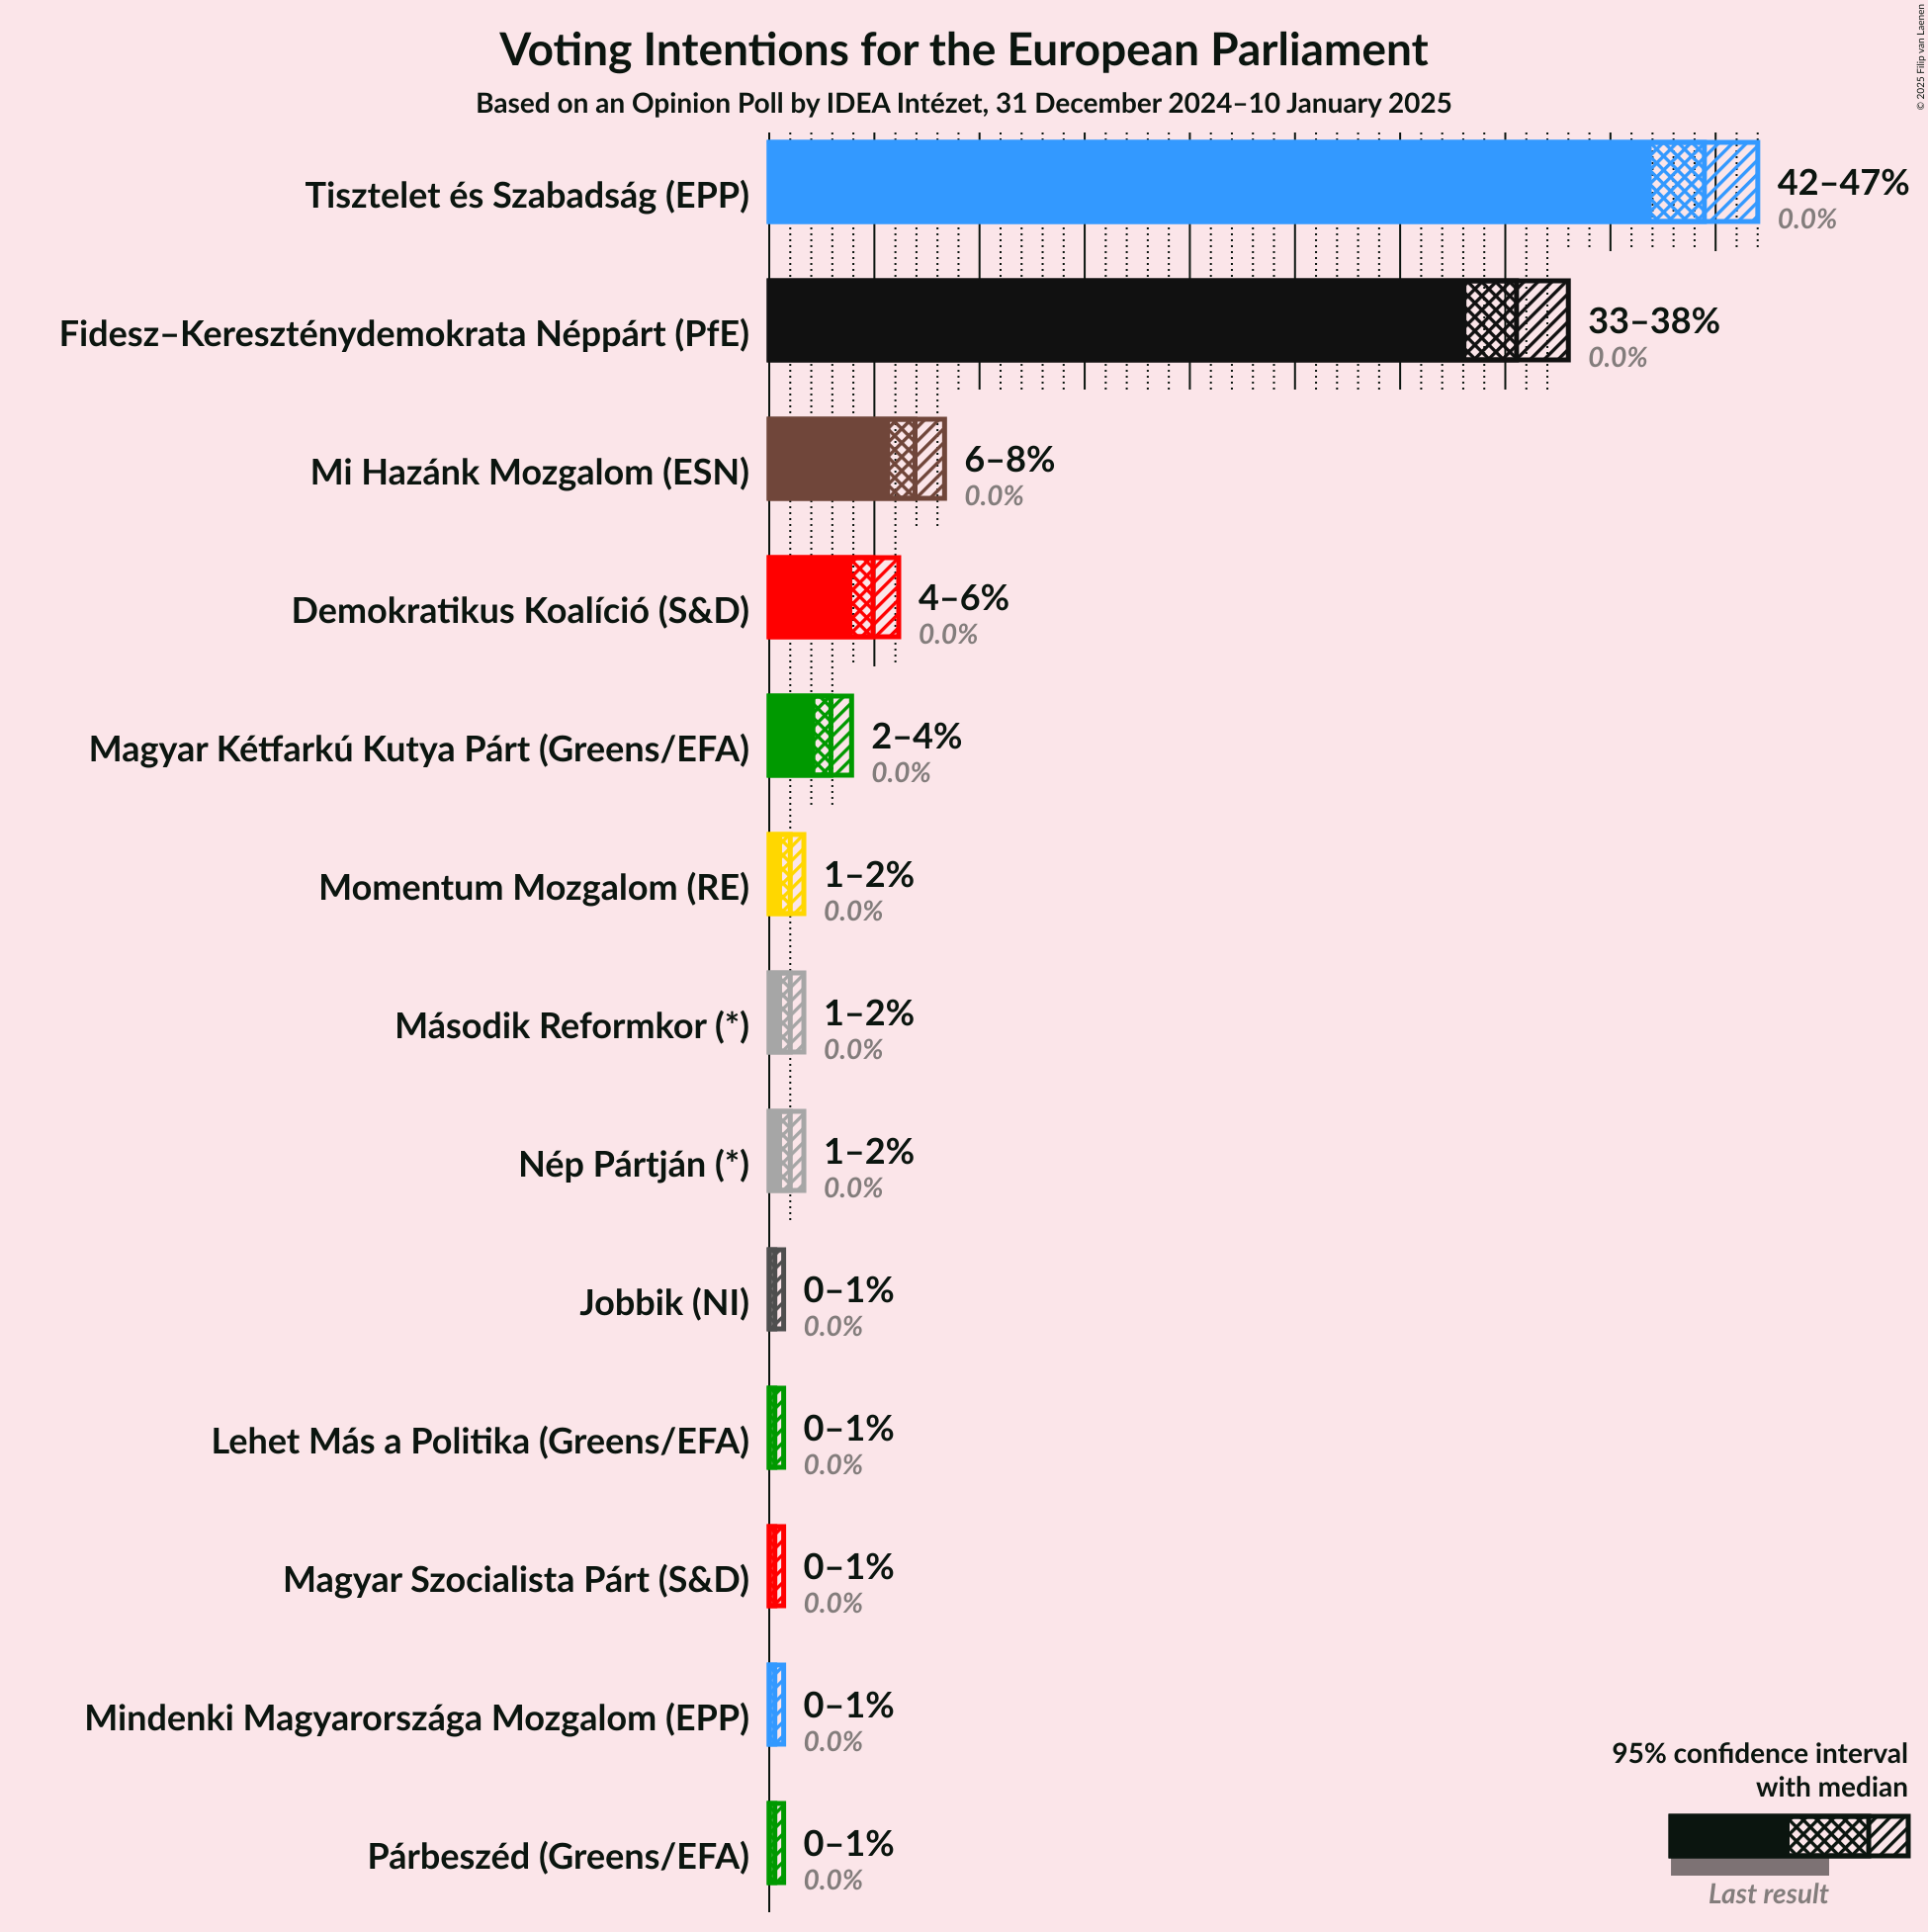 © 2025 Filip van Laenen
Voting Intentions for the European Parliament
Based on an Opinion Poll by IDEA Intézet, 31 December 2024–10 January 2025
Tisztelet és Szabadság (EPP)
42–47%
0.0%
Fidesz–Kereszténydemokrata Néppárt (PfE)
33–38%
0.0%
Mi Hazánk Mozgalom (ESN)
6–8%
0.0%
Demokratikus Koalíció (S&D)
4–6%
0.0%
Magyar Kétfarkú Kutya Párt (Greens/EFA)
2–4%
0.0%
Momentum Mozgalom (RE)
1–2%
0.0%
Második Reformkor (*)
1–2%
0.0%
Nép Pártján (*)
1–2%
0.0%
Jobbik (NI)
0–1%
0.0%
Lehet Más a Politika (Greens/EFA)
0–1%
0.0%
Magyar Szocialista Párt (S&D)
0–1%
0.0%
Mindenki Magyarországa Mozgalom (EPP)
0–1%
0.0%
Párbeszéd (Greens/EFA)
0–1%
0.0%
95% confidence interval
with median
Last result